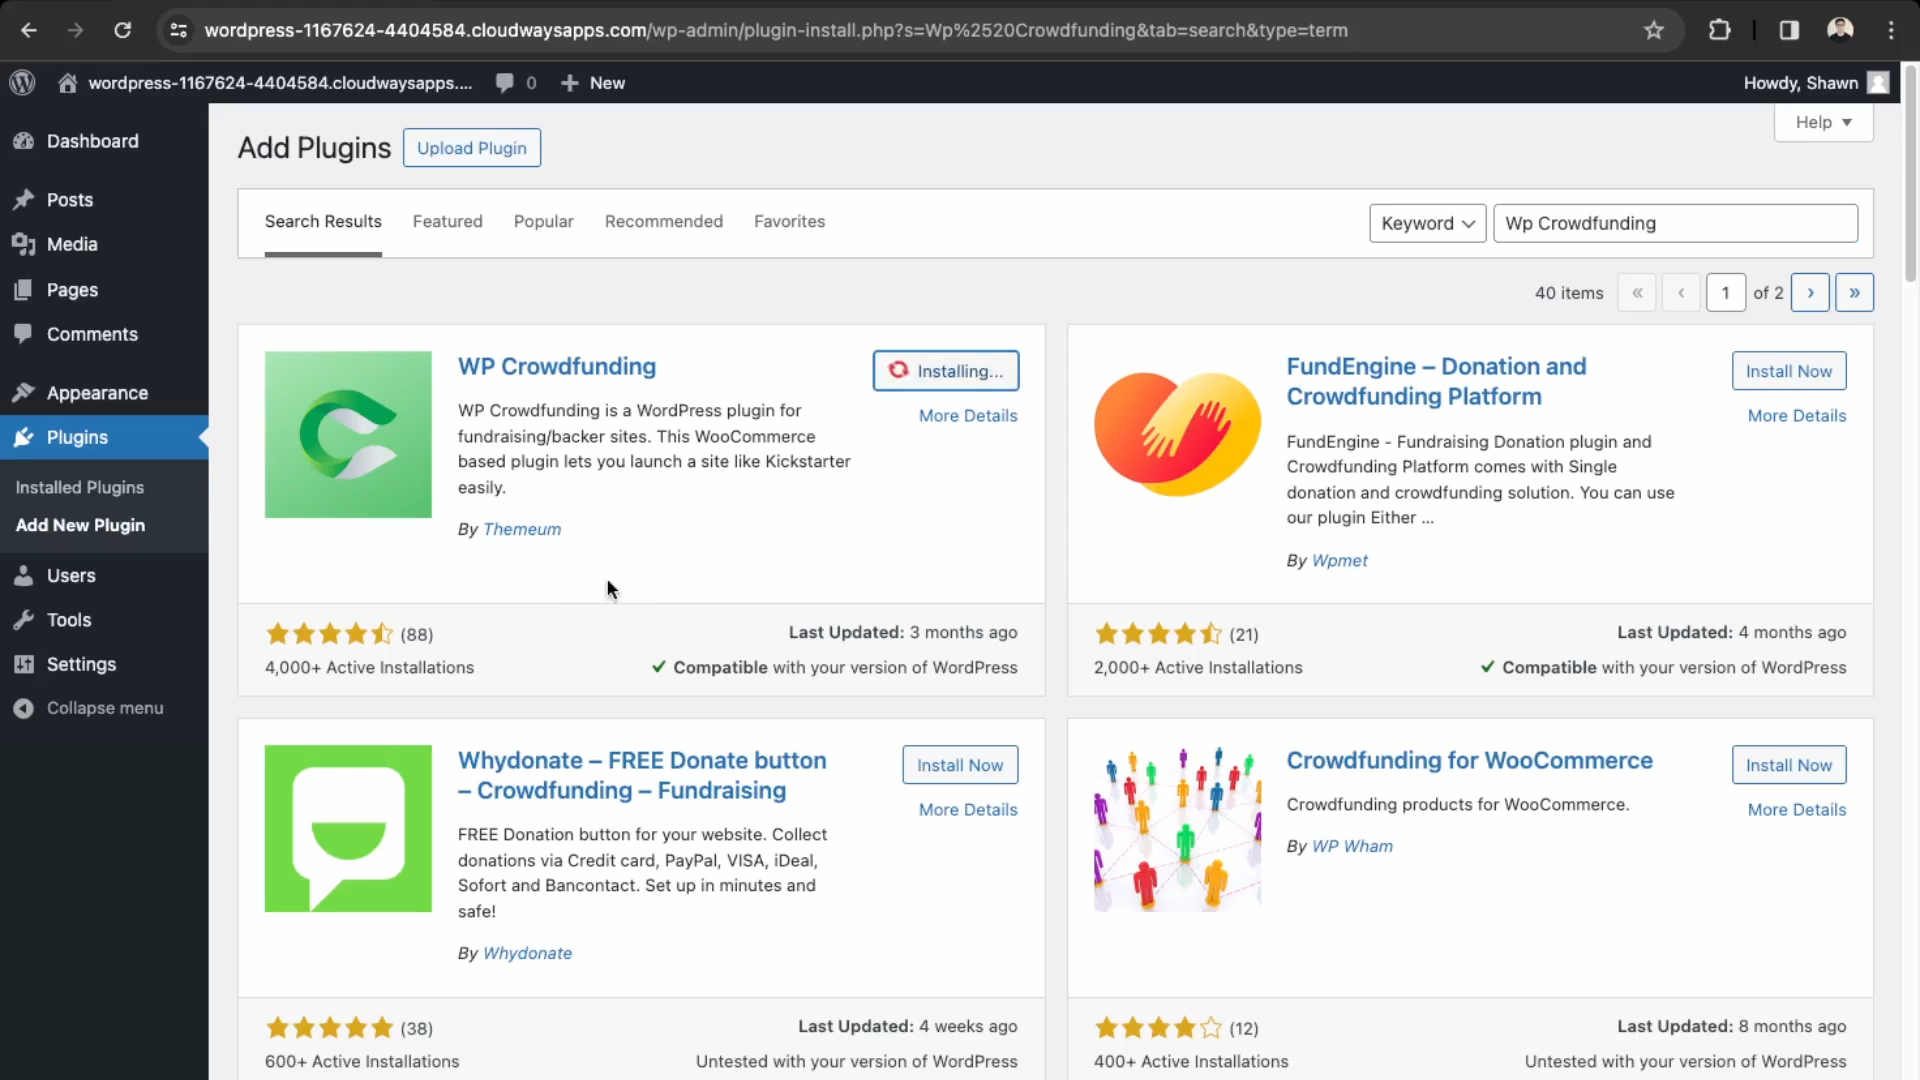 wordpress-1167624-4404584.cloudwaysapps.com/wp-admin/plugin-install.php?s=Wp%2520Crowdfunding&tab=search&type=term
wordpress-1167624-4404584.cloudwaysapps.... 0 New Howdy, Shawn
Help
Dashboard
Posts
Media
Pages
Comments
Appearance
Plugins
Installed Plugins
Add New Plugin
Users
Tools
Settings
Collapse menu
Add Plugins Upload Plugin
Search Results Featured Popular Recommended Favorites Keyword Wp Crowdfunding
40 items « ‹ 1 of 2 › »
WP Crowdfunding
Installing...
More Details
WP Crowdfunding is a WordPress plugin for
fundraising/backer sites. This WooCommerce
based plugin lets you launch a site like Kickstarter
easily.
By Themeum
(88)
Last Updated: 3 months ago
4,000+ Active Installations
Compatible with your version of WordPress
FundEngine – Donation and
Crowdfunding Platform
Install Now
More Details
FundEngine - Fundraising Donation plugin and
Crowdfunding Platform comes with Single
donation and crowdfunding solution. You can use
our plugin Either ...
By Wpmet
(21)
Last Updated: 4 months ago
2,000+ Active Installations
Compatible with your version of WordPress
Whydonate – FREE Donate button
– Crowdfunding – Fundraising
Install Now
More Details
FREE Donation button for your website. Collect
donations via Credit card, PayPal, VISA, iDeal,
Sofort and Bancontact. Set up in minutes and
safe!
By Whydonate
(38)
Last Updated: 4 weeks ago
600+ Active Installations
Untested with your version of WordPress
Crowdfunding for WooCommerce
Install Now
More Details
Crowdfunding products for WooCommerce.
By WP Wham
(12)
Last Updated: 8 months ago
400+ Active Installations
Untested with your version of WordPress